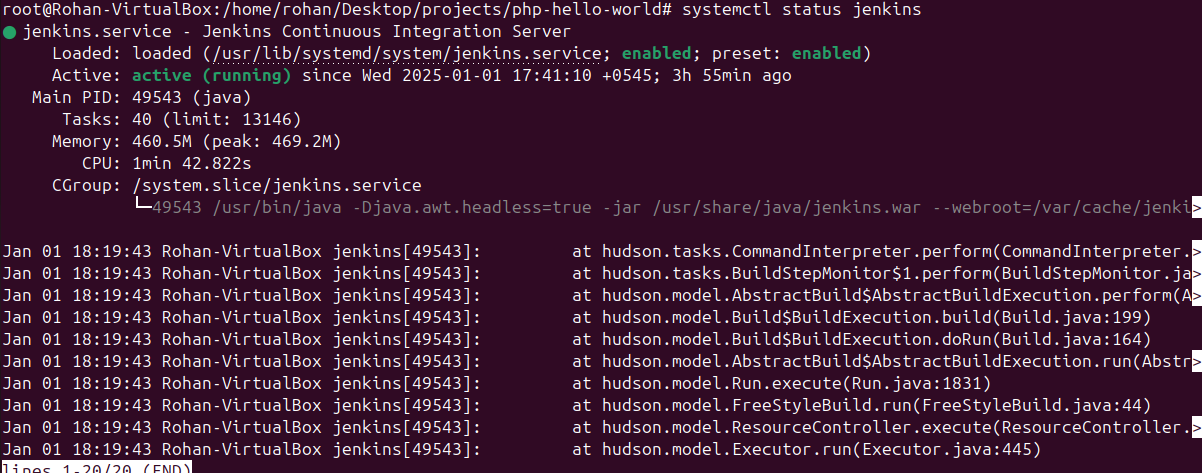 root@Rohan-VirtualBox:/home/rohan/Desktop/projects/php-hello-world# systemctl status jenkins
● jenkins.service - Jenkins Continuous Integration Server
     Loaded: loaded (/usr/lib/systemd/system/jenkins.service; enabled; preset: enabled)
     Active: active (running) since Wed 2025-01-01 17:41:10 +0545; 3h 55min ago
   Main PID: 49543 (java)
      Tasks: 40 (limit: 13146)
     Memory: 460.5M (peak: 469.2M)
        CPU: 1min 42.822s
     CGroup: /system.slice/jenkins.service
             └─49543 /usr/bin/java -Djava.awt.headless=true -jar /usr/share/java/jenkins.war --webroot=/var/cache/jenki>
Jan 01 18:19:43 Rohan-VirtualBox jenkins[49543]:         at hudson.tasks.CommandInterpreter.perform(CommandInterpreter.>
Jan 01 18:19:43 Rohan-VirtualBox jenkins[49543]:         at hudson.tasks.BuildStepMonitor$1.perform(BuildStepMonitor.ja>
Jan 01 18:19:43 Rohan-VirtualBox jenkins[49543]:         at hudson.model.AbstractBuild$AbstractBuildExecution.perform(A>
Jan 01 18:19:43 Rohan-VirtualBox jenkins[49543]:         at hudson.model.Build$BuildExecution.build(Build.java:199)
Jan 01 18:19:43 Rohan-VirtualBox jenkins[49543]:         at hudson.model.Build$BuildExecution.doRun(Build.java:164)
Jan 01 18:19:43 Rohan-VirtualBox jenkins[49543]:         at hudson.model.AbstractBuild$AbstractBuildExecution.run(Abstr>
Jan 01 18:19:43 Rohan-VirtualBox jenkins[49543]:         at hudson.model.Run.execute(Run.java:1831)
Jan 01 18:19:43 Rohan-VirtualBox jenkins[49543]:         at hudson.model.FreeStyleBuild.run(FreeStyleBuild.java:44)
Jan 01 18:19:43 Rohan-VirtualBox jenkins[49543]:         at hudson.model.ResourceController.execute(ResourceController.>
Jan 01 18:19:43 Rohan-VirtualBox jenkins[49543]:         at hudson.model.Executor.run(Executor.java:445)
lines 1-20/20 (END)